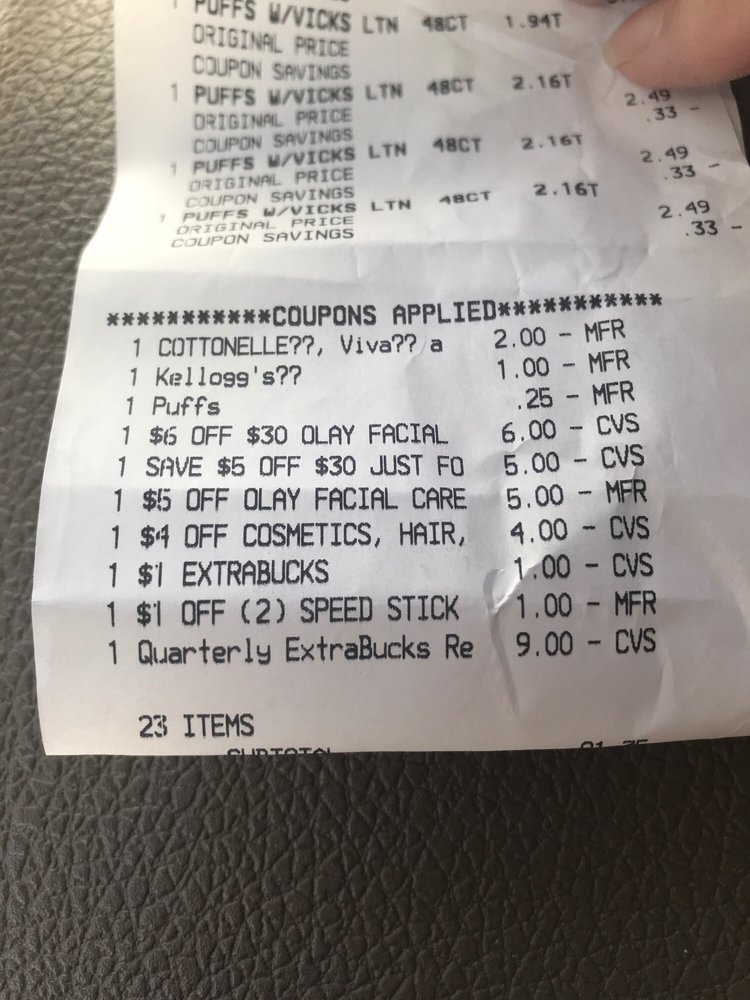 1 PUFFS W/VICKS LTN 48CT 1.94T
ORIGINAL PRICE
COUPON SAVINGS
1 PUFFS W/VICKS LTN 48CT 2.16T
ORIGINAL PRICE 2.49
COUPON SAVINGS .33 -
1 PUFFS W/VICKS LTN 48CT 2.16T
ORIGINAL PRICE 2.49
COUPON SAVINGS .33 -
1 PUFFS W/VICKS LTN 48CT 2.16T
ORIGINAL PRICE 2.49
COUPON SAVINGS .33 -
***********COUPONS APPLIED***********
1 COTTONELLE??, Viva?? a 2.00 - MFR
1 Kellogg's?? 1.00 - MFR
1 Puffs .25 - MFR
1 $6 OFF $30 OLAY FACIAL 6.00 - CVS
1 SAVE $5 OFF $30 JUST FO 5.00 - CVS
1 $5 OFF OLAY FACIAL CARE 5.00 - MFR
1 $4 OFF COSMETICS, HAIR, 4.00 - CVS
1 $1 EXTRABUCKS 1.00 - CVS
1 $1 OFF (2) SPEED STICK 1.00 - MFR
1 Quarterly ExtraBucks Re 9.00 - CVS
23 ITEMS
SUBTOTAL